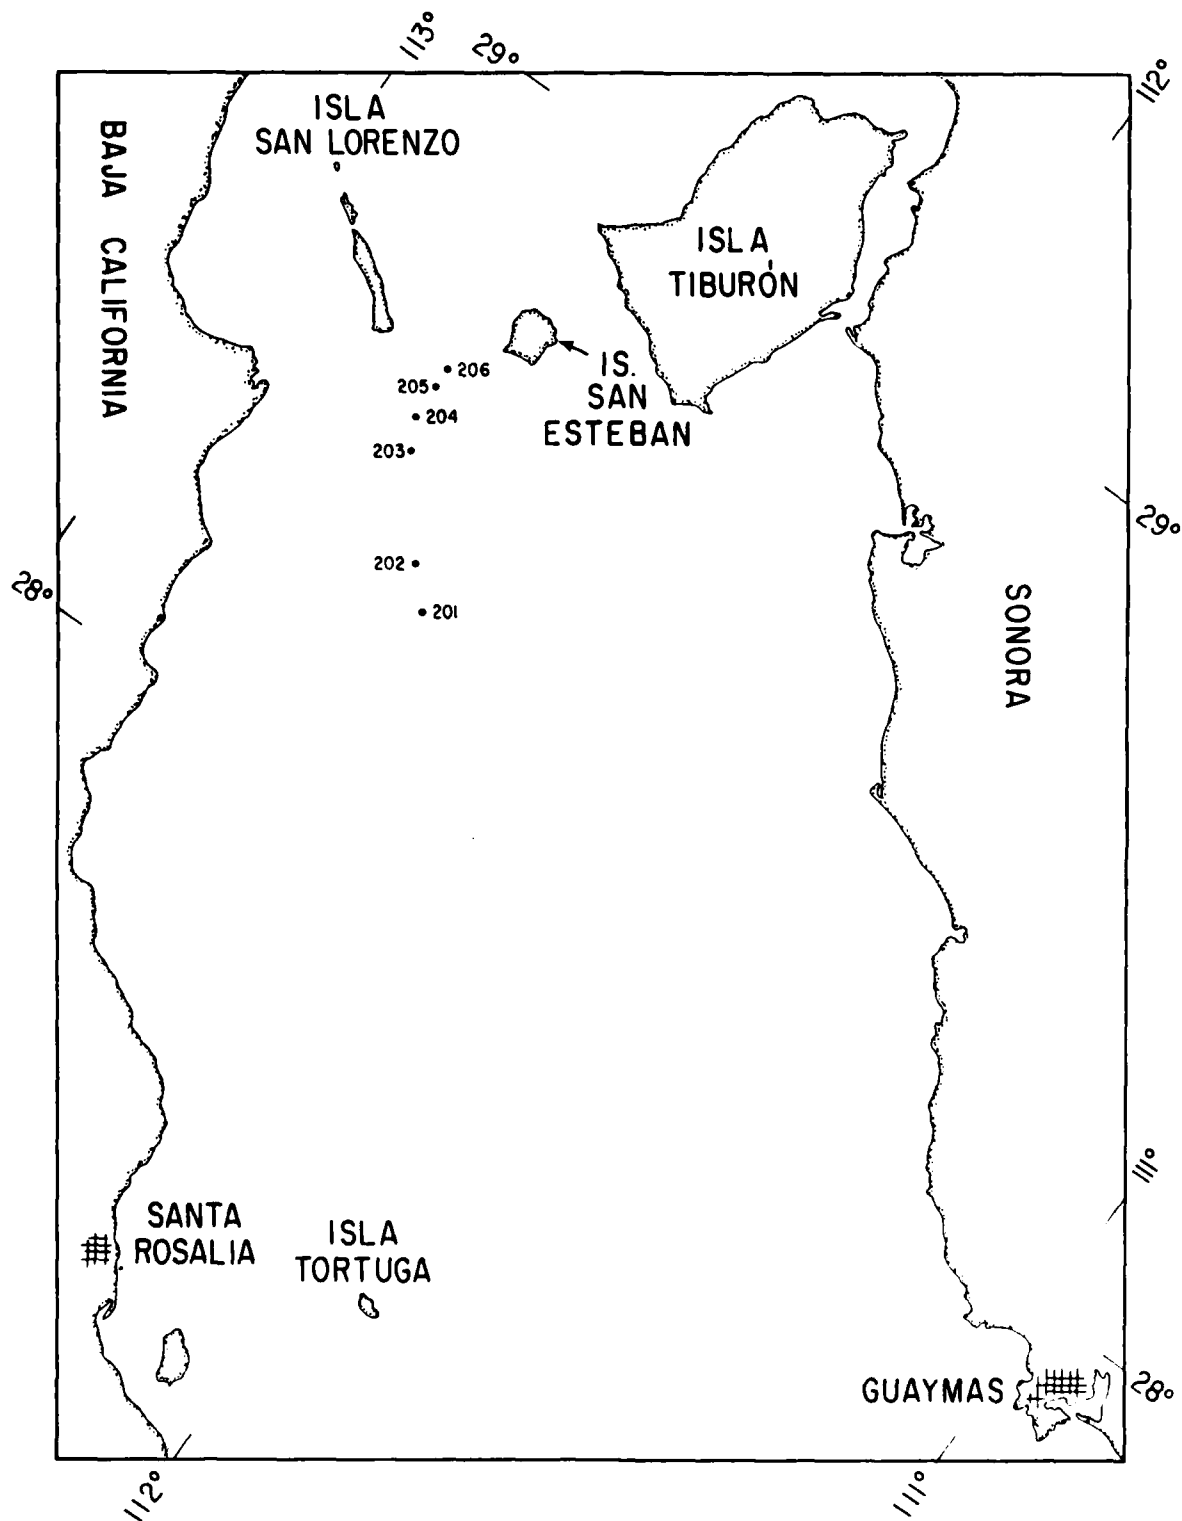 113°
29°
112°
ISLA
SAN LORENZO
BAJA CALIFORNIA
ISLA
TIBURÓN
IS.
SAN
ESTEBAN
206
205
204
203
202
201
29°
28°
SONORA
111°
SANTA
ROSALIA
ISLA
TORTUGA
GUAYMAS
28°
112°
111°